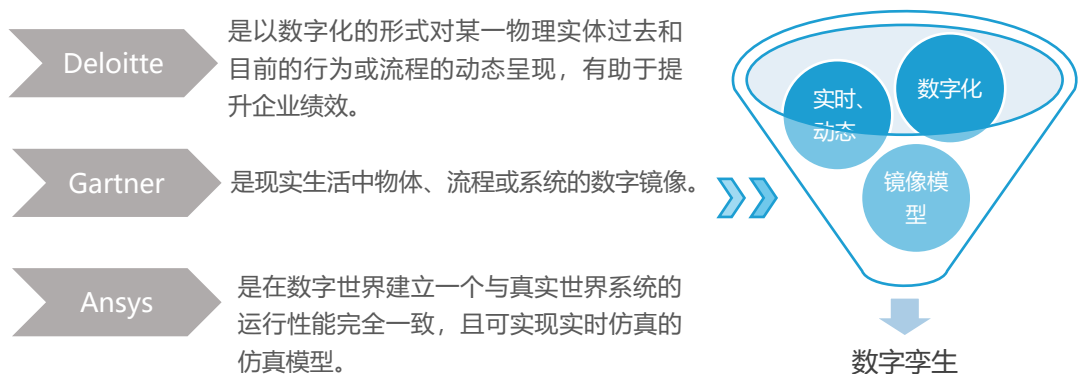 Deloitte
是以数字化的形式对某一物理实体过去和
目前的行为或流程的动态呈现，有助于提
升企业绩效。
Gartner
是现实生活中物体、流程或系统的数字镜像。
Ansys
是在数字世界建立一个与真实世界系统的
运行性能完全一致，且可实现实时仿真的
仿真模型。
实时、
动态
数字化
镜像模
型
数字孪生